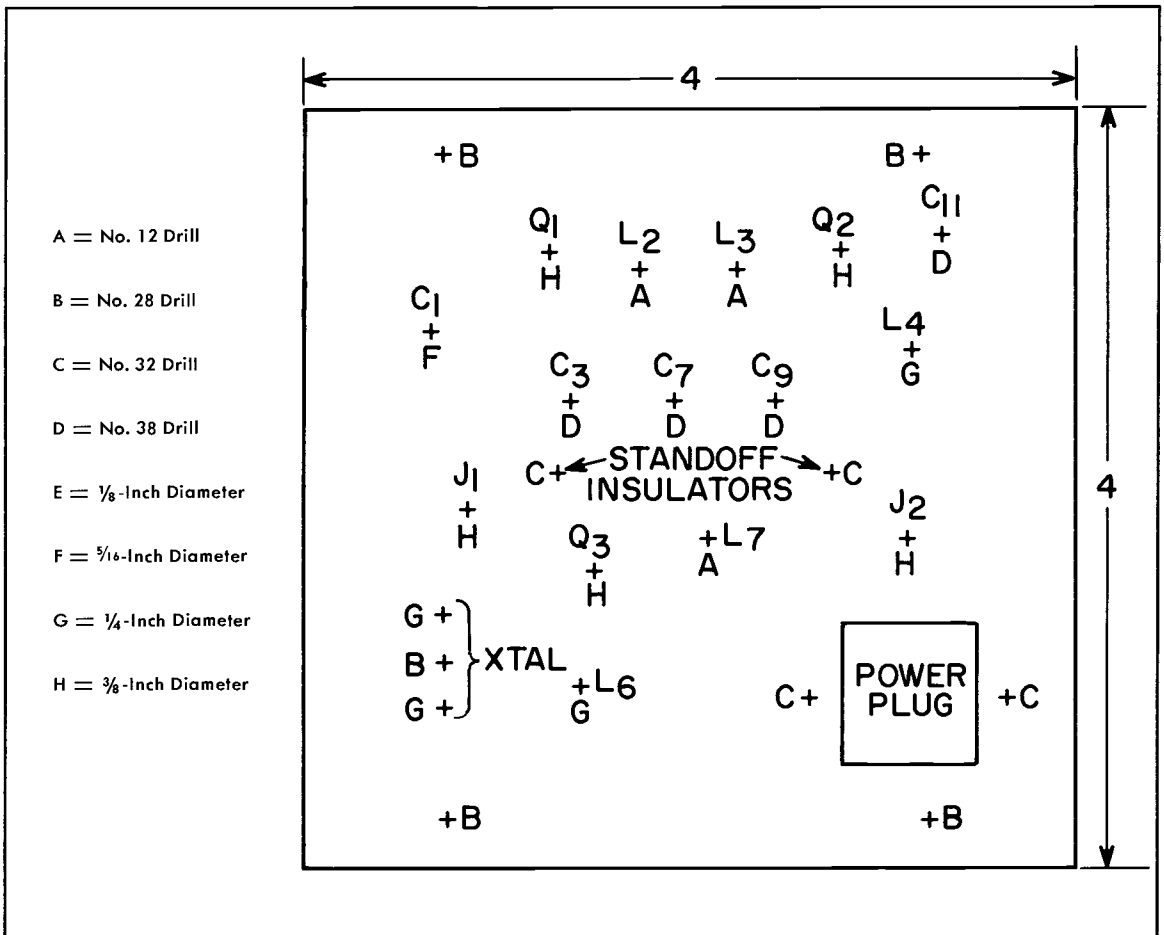 4
+B
B+
C11
+
D
A = No. 12 Drill
B = No. 28 Drill
C = No. 32 Drill
D = No. 38 Drill
E = 1/8-Inch Diameter
F = 5/16-Inch Diameter
G = 1/4-Inch Diameter
H = 3/8-Inch Diameter
Q1
+
H
L2
+
A
L3
+
A
Q2
+
H
C1
+
F
L4
+
G
C3
+
D
C7
+
D
C9
+
D
C+
STANDOFF
INSULATORS
+C
4
J1
+
H
Q3
+
H
+L7
A
J2
+
H
G +
B +
G +
XTAL
+L6
G
C+
POWER
PLUG
+C
+B
+B